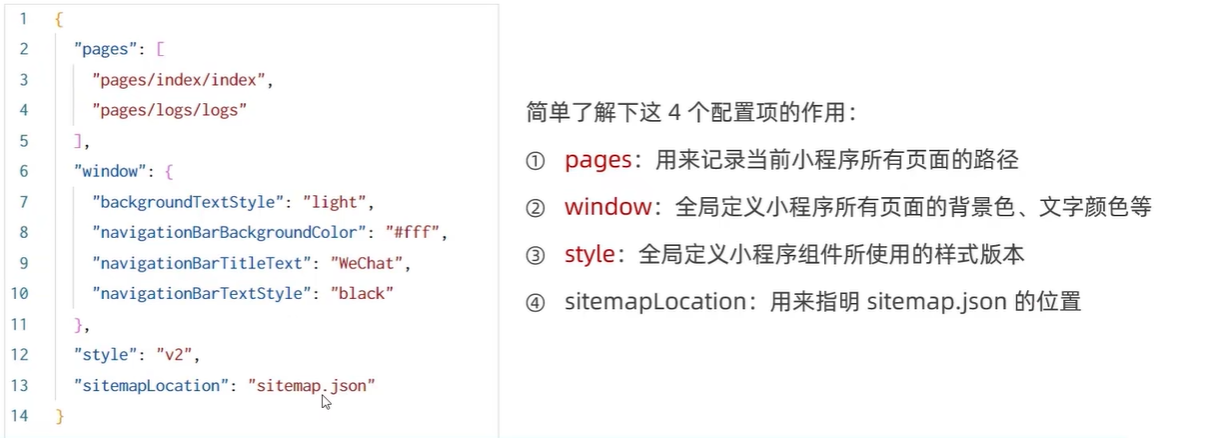 1 {
2 "pages": [
3 "pages/index/index",
4 "pages/logs/logs"
5 ],
6 "window": {
7 "backgroundTextStyle": "light",
8 "navigationBarBackgroundColor": "#fff",
9 "navigationBarTitleText": "WeChat",
10 "navigationBarTextStyle": "black"
11 },
12 "style": "v2",
13 "sitemapLocation": "sitemap.json"
14 }
简单了解下这 4 个配置项的作用：
① pages：用来记录当前小程序所有页面的路径
② window：全局定义小程序所有页面的背景色、文字颜色等
③ style：全局定义小程序组件所使用的样式版本
④ sitemapLocation：用来指明 sitemap.json 的位置